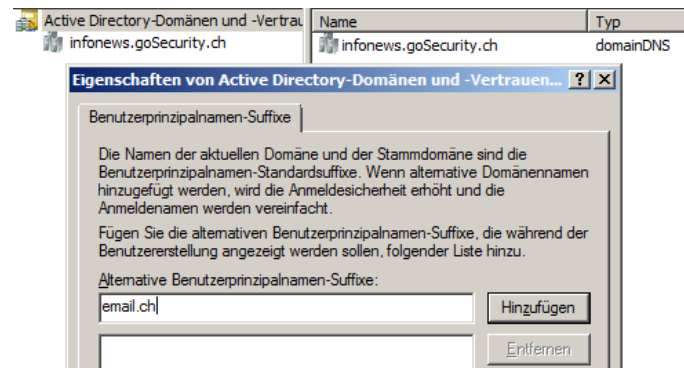 Active Directory-Domänen und -Vertrau
Name
Typ
infonews.goSecurity.ch
infonews.goSecurity.ch
domainDNS
Eigenschaften von Active Directory-Domänen und -Vertrauen...
Benutzerprinzipalnamen-Suffixe
Die Namen der aktuellen Domäne und der Stammdomäne sind die
Benutzerprinzipalnamen-Standardsuffixe. Wenn alternative Domänennamen
hinzugefügt werden, wird die Anmeldesicherheit erhöht und die
Anmeldenamen werden vereinfacht.
Fügen Sie die alternativen Benutzerprinzipalnamen-Suffixe, die während der
Benutzererstellung angezeigt werden sollen, folgender Liste hinzu.
Alternative Benutzerprinzipalnamen-Suffixe:
email.ch
Hinzufügen
Entfernen